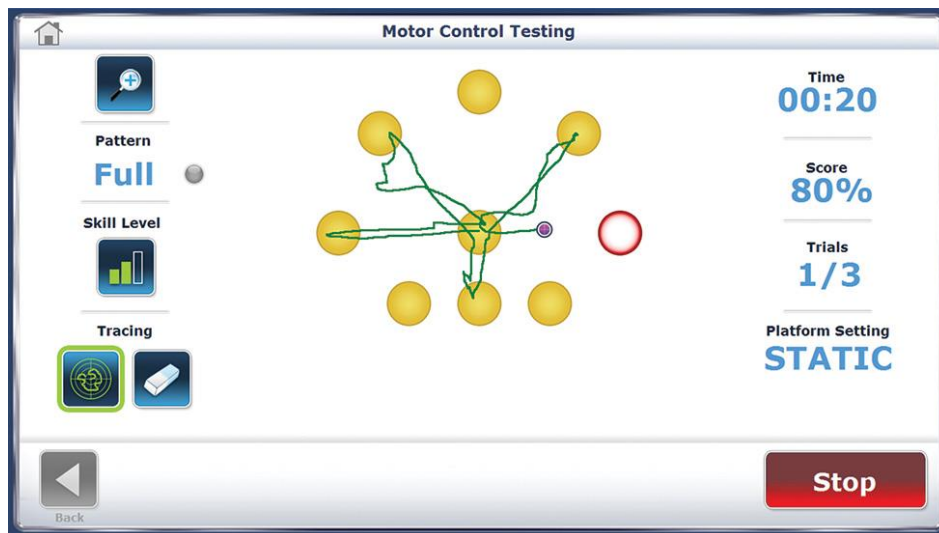 Motor Control Testing
Pattern
Full
Skill Level
Tracing
Time
00:20
Score
80%
Trials
1/3
Platform Setting
STATIC
Back
Stop